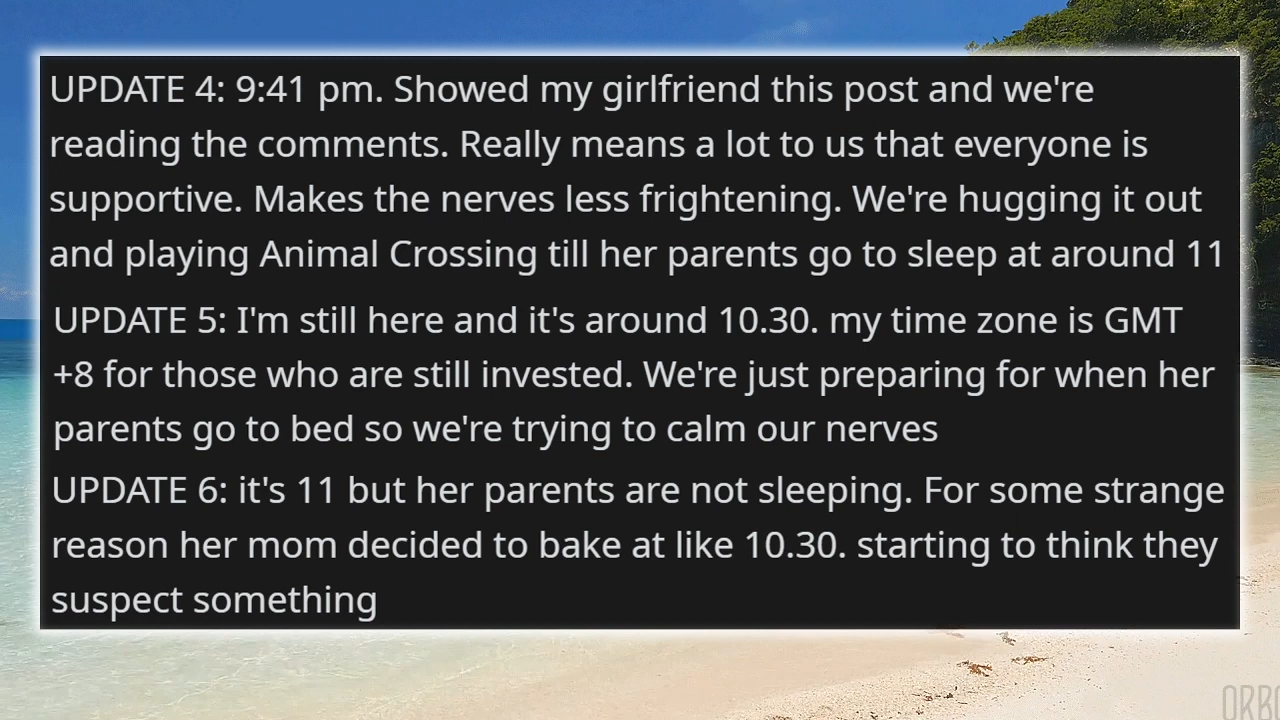 UPDATE 4: 9:41 pm. Showed my girlfriend this post and we're
reading the comments. Really means a lot to us that everyone is
supportive. Makes the nerves less frightening. We're hugging it out
and playing Animal Crossing till her parents go to sleep at around 11
UPDATE 5: I'm still here and it's around 10.30. my time zone is GMT
+8 for those who are still invested. We're just preparing for when her
parents go to bed so we're trying to calm our nerves
UPDATE 6: it's 11 but her parents are not sleeping. For some strange
reason her mom decided to bake at like 10.30. starting to think they
suspect something